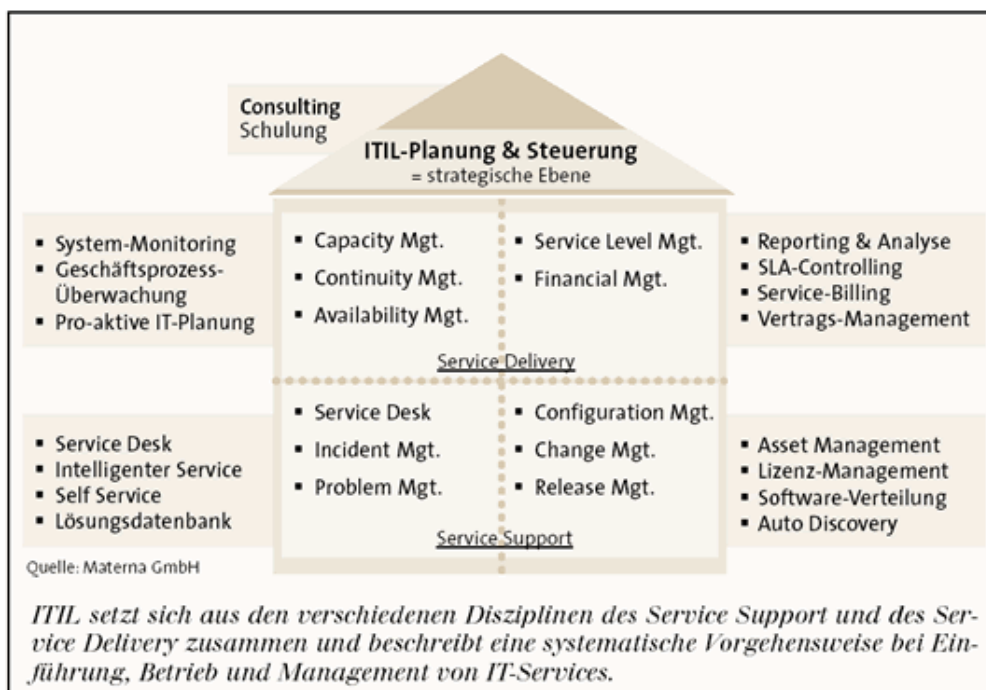 Consulting
Schulung
ITIL-Planung & Steuerung
= strategische Ebene
▪ System-Monitoring
▪ Geschäftsprozess-
Überwachung
▪ Pro-aktive IT-Planung
▪ Capacity Mgt.
▪ Continuity Mgt.
▪ Availability Mgt.
▪ Service Level Mgt.
▪ Financial Mgt.
Service Delivery
▪ Reporting & Analyse
▪ SLA-Controlling
▪ Service-Billing
▪ Vertrags-Management
▪ Service Desk
▪ Intelligenter Service
▪ Self Service
▪ Lösungsdatenbank
▪ Service Desk
▪ Incident Mgt.
▪ Problem Mgt.
▪ Configuration Mgt.
▪ Change Mgt.
▪ Release Mgt.
Service Support
▪ Asset Management
▪ Lizenz-Management
▪ Software-Verteilung
▪ Auto Discovery
Quelle: Materna GmbH
ITIL setzt sich aus den verschiedenen Disziplinen des Service Support und des Ser-
vice Delivery zusammen und beschreibt eine systematische Vorgehensweise bei Ein-
führung, Betrieb und Management von IT-Services.